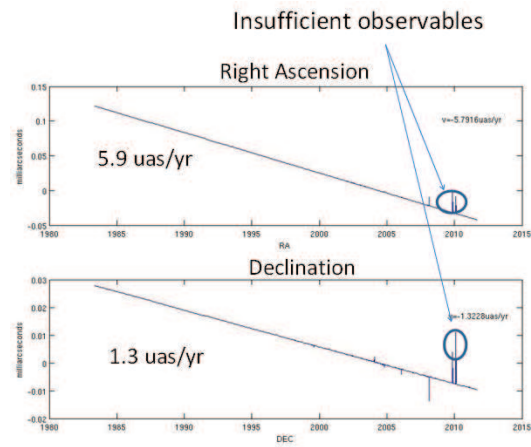 Insufficient observables
Right Ascension
0.15
0.1
0.05
0
-0.05
milliarcseconds
v=-5.7916uas/yr
5.9 uas/yr
1980
1985
1990
1995
2000
2005
2010
2015
RA
Declination
0.03
0.02
0.01
0
-0.01
-0.02
milliarcseconds
=-1.3228uas/yr
1.3 uas/yr
1980
1985
1990
1995
2000
2005
2010
2015
DEC